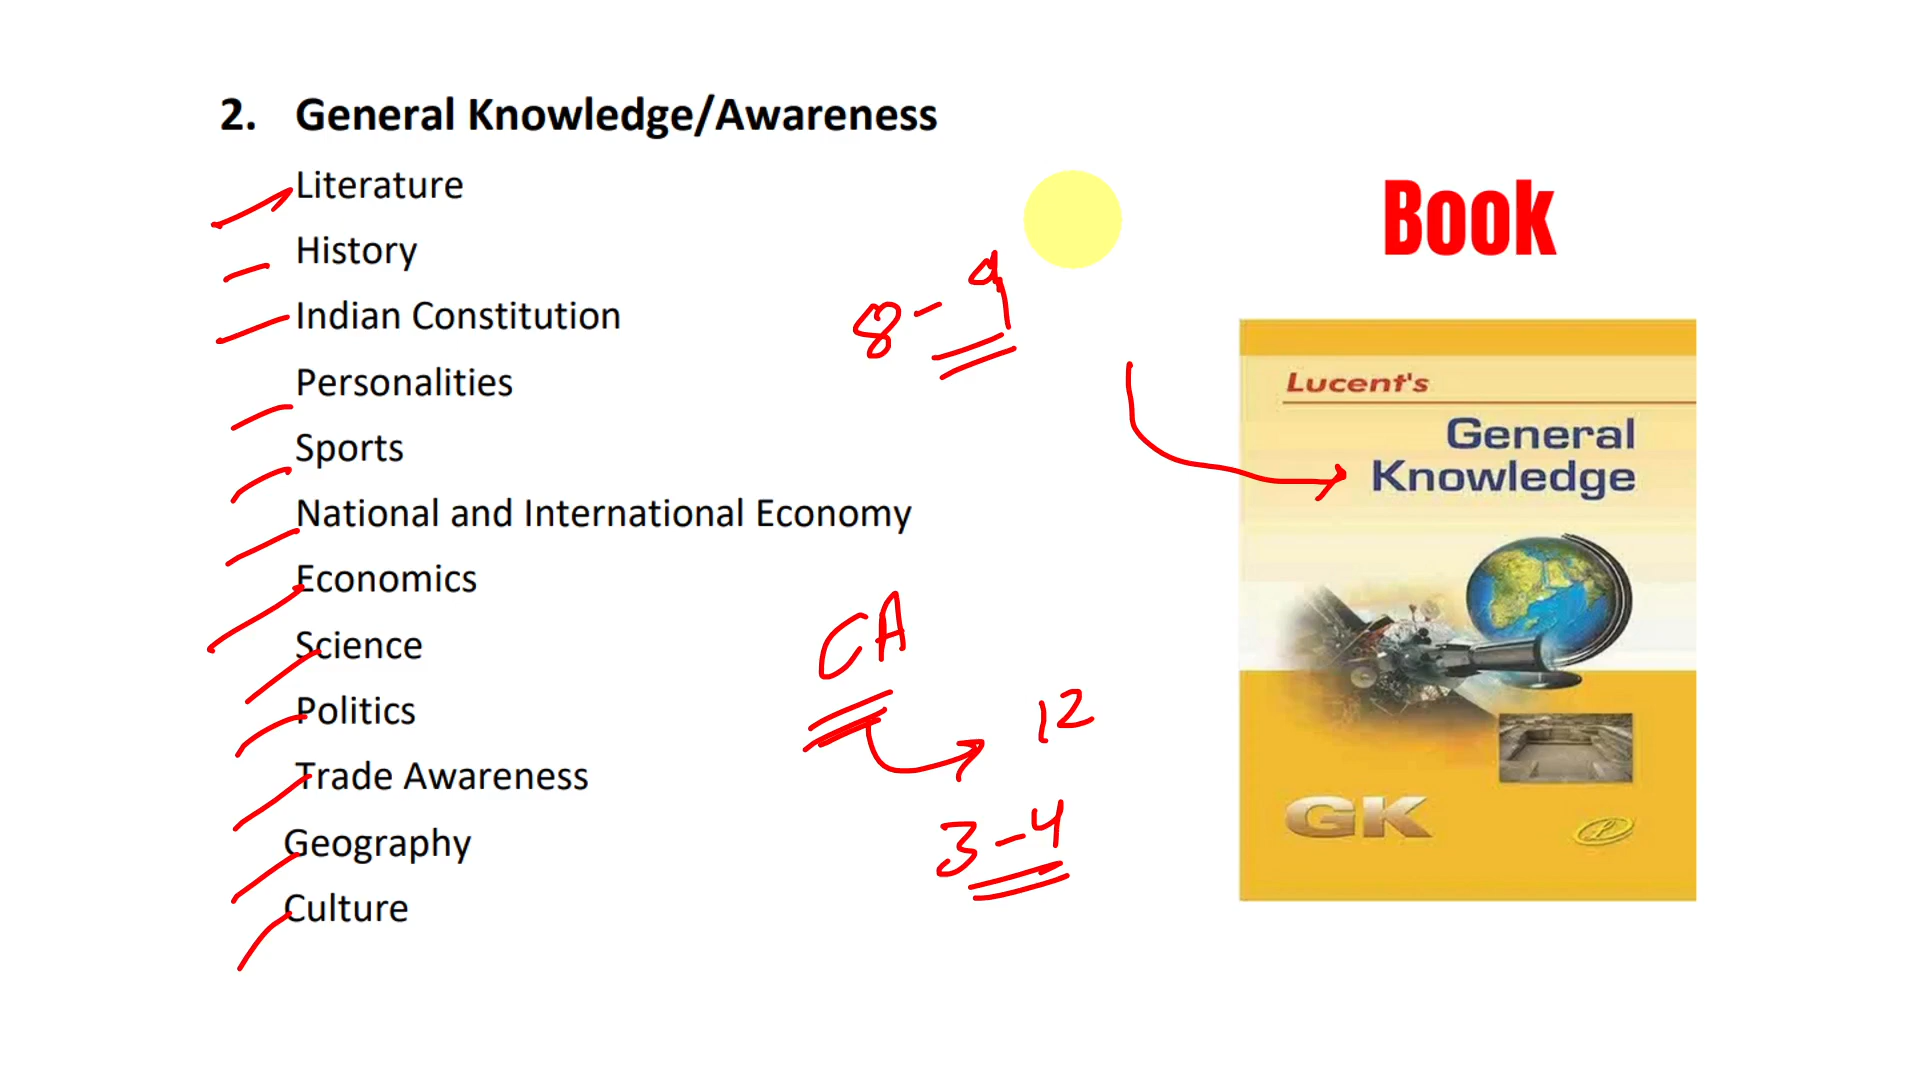 2. General Knowledge/Awareness
Literature
History
Indian Constitution
Personalities
Sports
National and International Economy
Economics
Science
Politics
Trade Awareness
Geography
Culture
8-9
CA
12
3-4
Book
Lucent's
General
Knowledge
GK